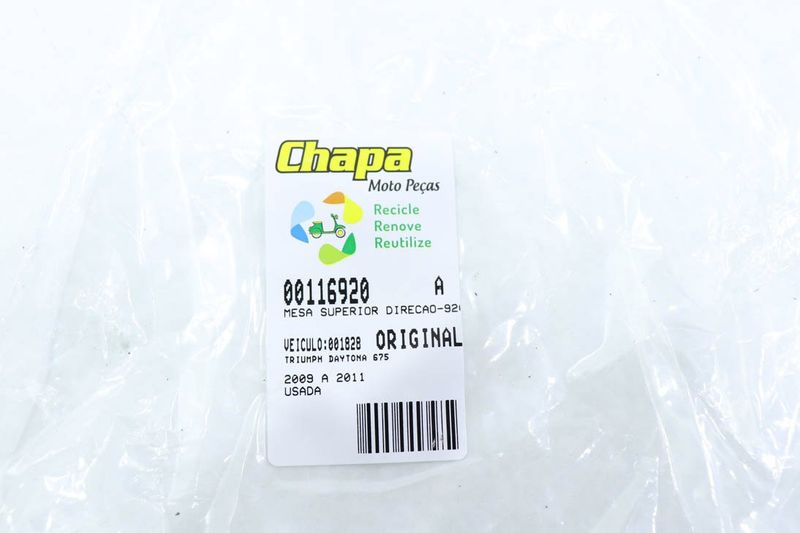 Chapa
Moto Peças
Recicle
Renove
Reutilize
00116920 A
MESA SUPERIOR DIRECAO-920
VEICULO:001828 ORIGINAL
TRIUMPH DAYTONA 675
2009 A 2011
USADA